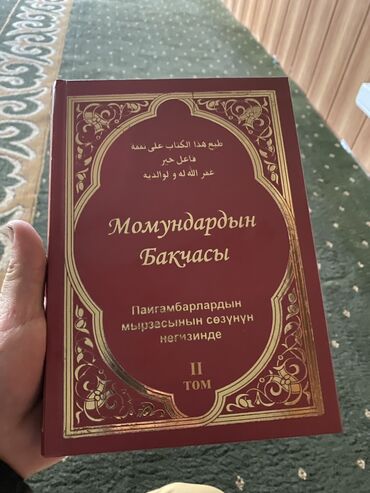 طبع هذا الكتاب على نفقة
فاعل خير
غفر الله له و لوالديه
Момундардын
Бакчасы
Пайгамбарлардын
мырзасынын сөзүнүн
негизинде
II
ТОМ